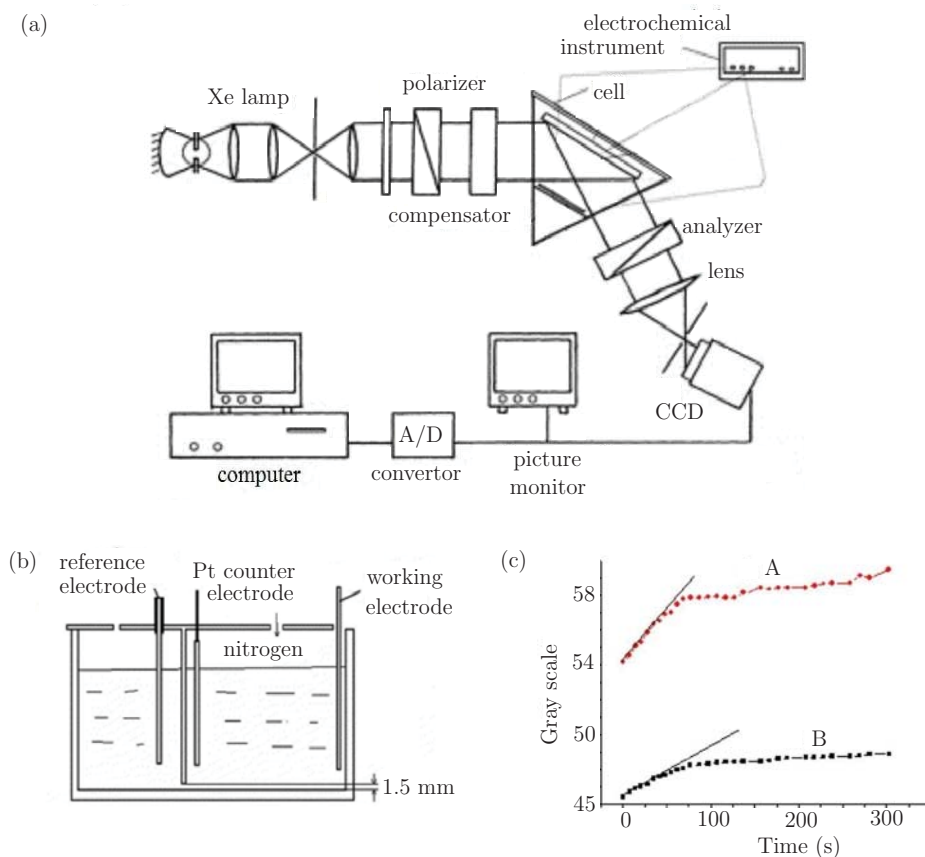 (a)
electrochemical
instrument
polarizer
cell
Xe lamp
compensator
analyzer
lens
CCD
A/D
computer
convertor
picture
monitor
(b)
reference
electrode
Pt counter
electrode
working
electrode
nitrogen
1.5 mm
(c)
A
B
Gray scale
58
54
50
45
0
100
200
300
Time (s)